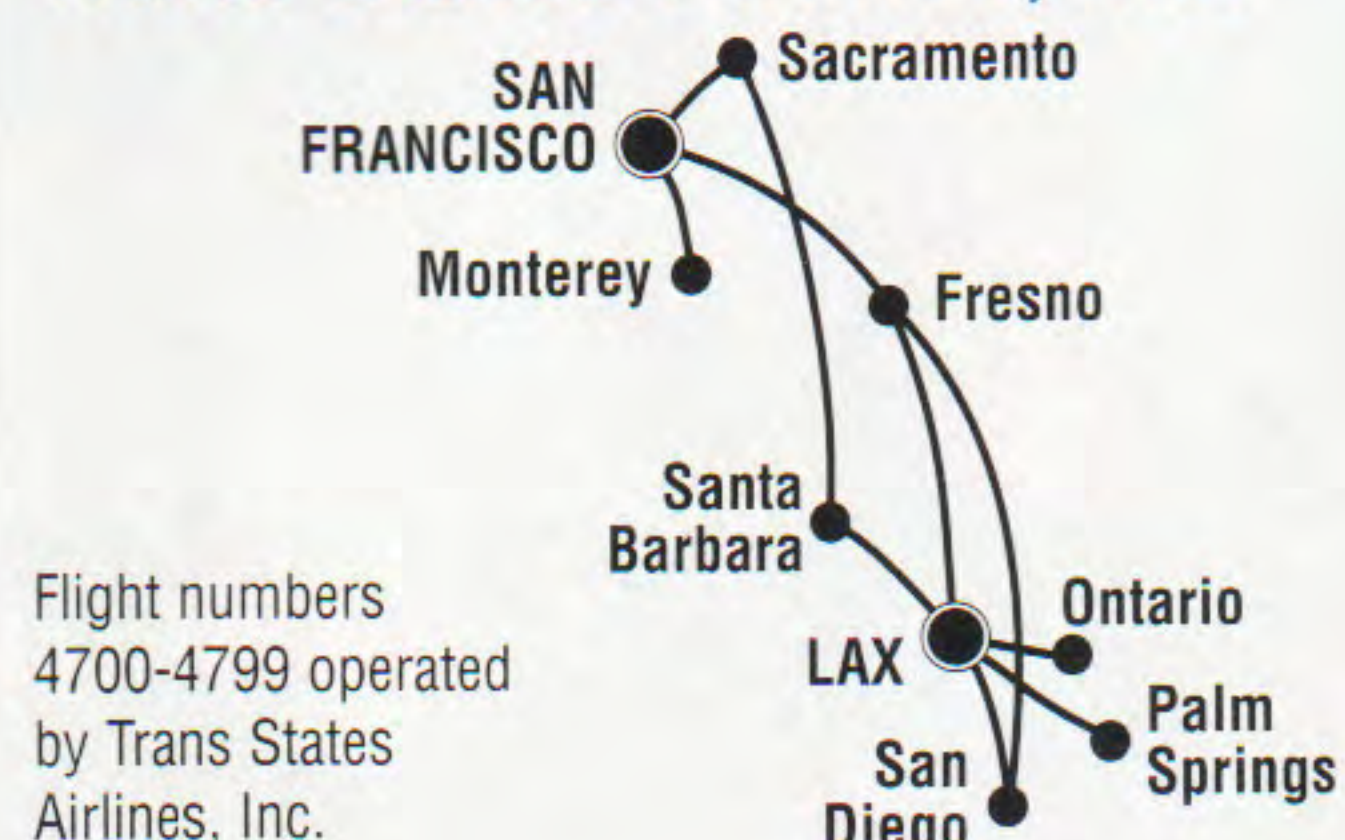 Sacramento
SAN
FRANCISCO
Monterey
Fresno
Santa
Barbara
Ontario
LAX
Palm
Springs
San
Diego
Flight numbers
4700-4799 operated
by Trans States
Airlines, Inc.